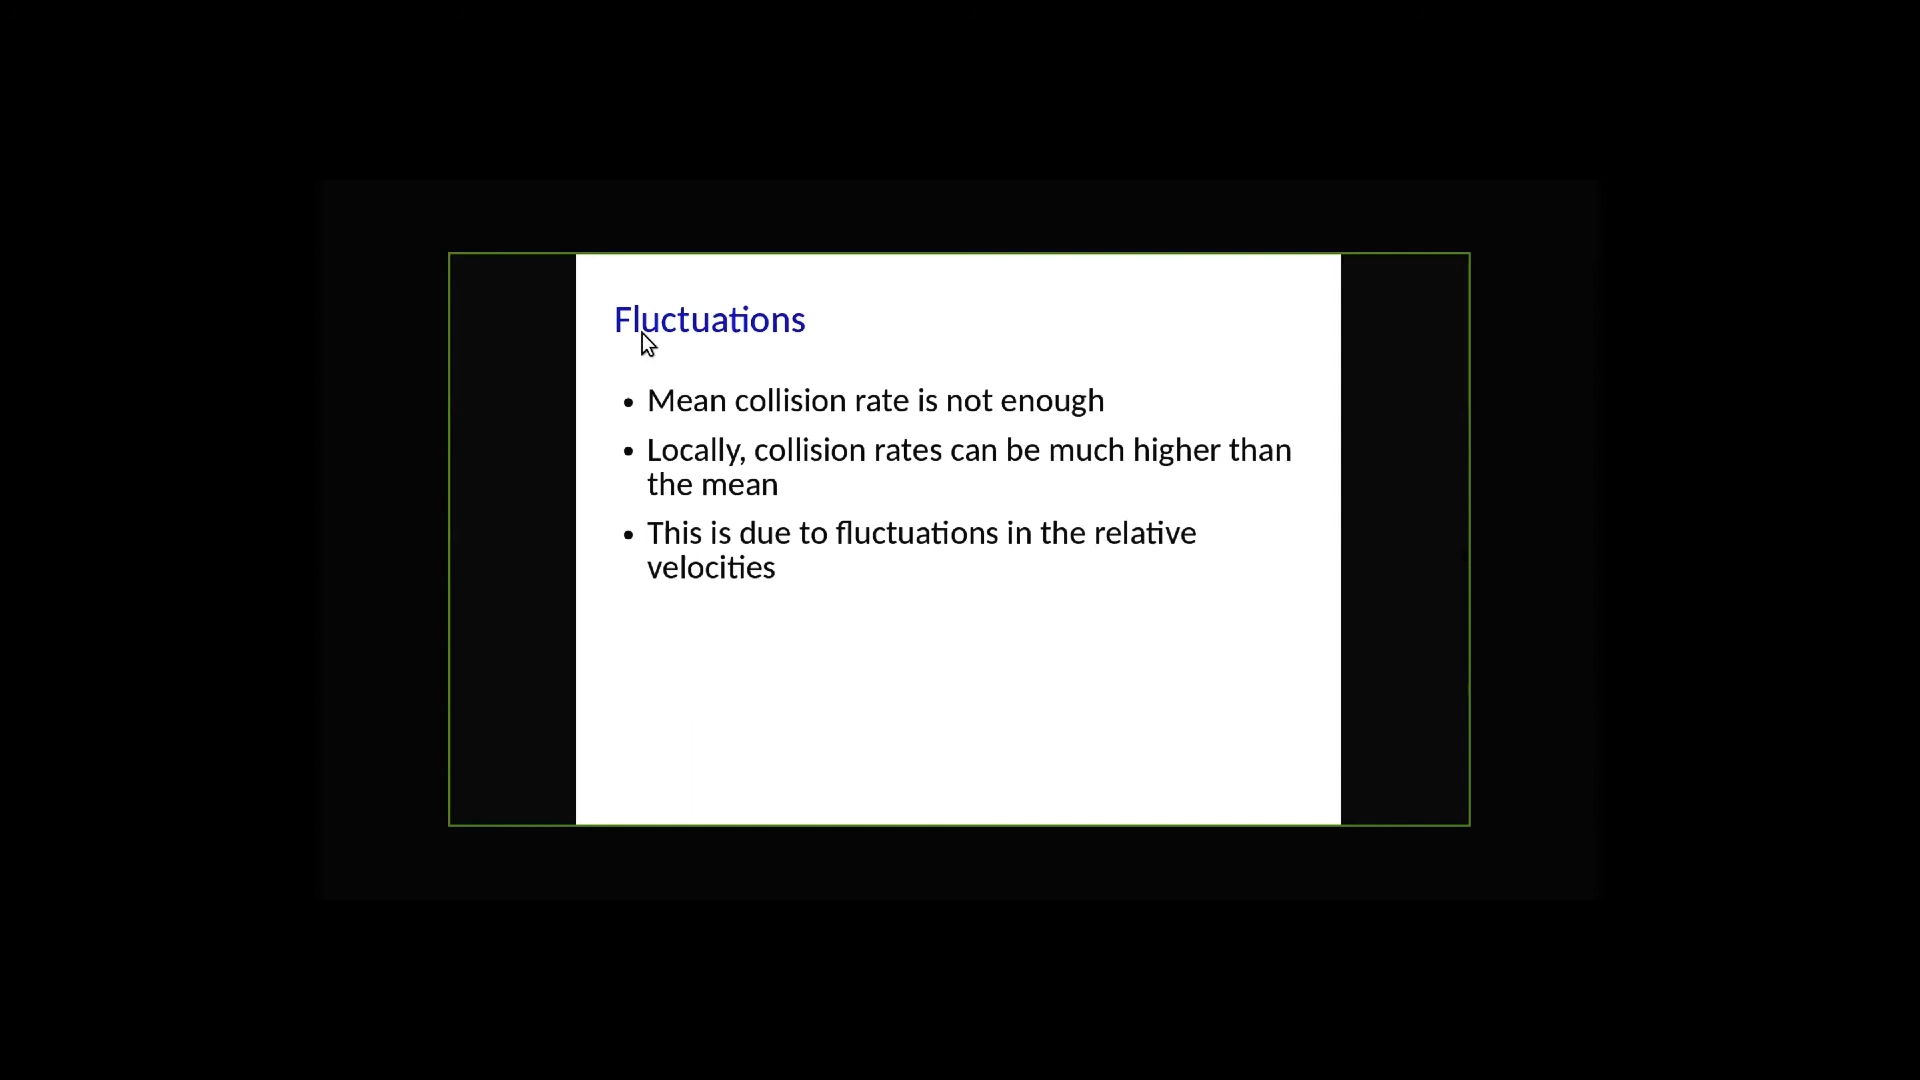 Fluctuations
• Mean collision rate is not enough
• Locally, collision rates can be much higher than
the mean
• This is due to fluctuations in the relative
velocities